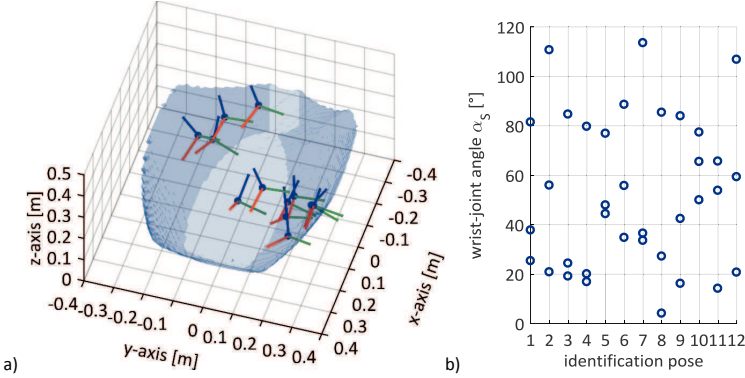 0.5
0.4
0.3
0.2
0.1
0
z-axis [m]
-0.4 -0.3 -0.2 -0.1 0 0.1 0.2 0.3 0.4
y-axis [m]
-0.4
-0.3
-0.2
-0.1
0
0.1
0.2
0.3
0.4
x-axis [m]
a)
120
100
80
60
40
20
0
wrist-joint angle αS [°]
1 2 3 4 5 6 7 8 9 10 11 12
identification pose
b)